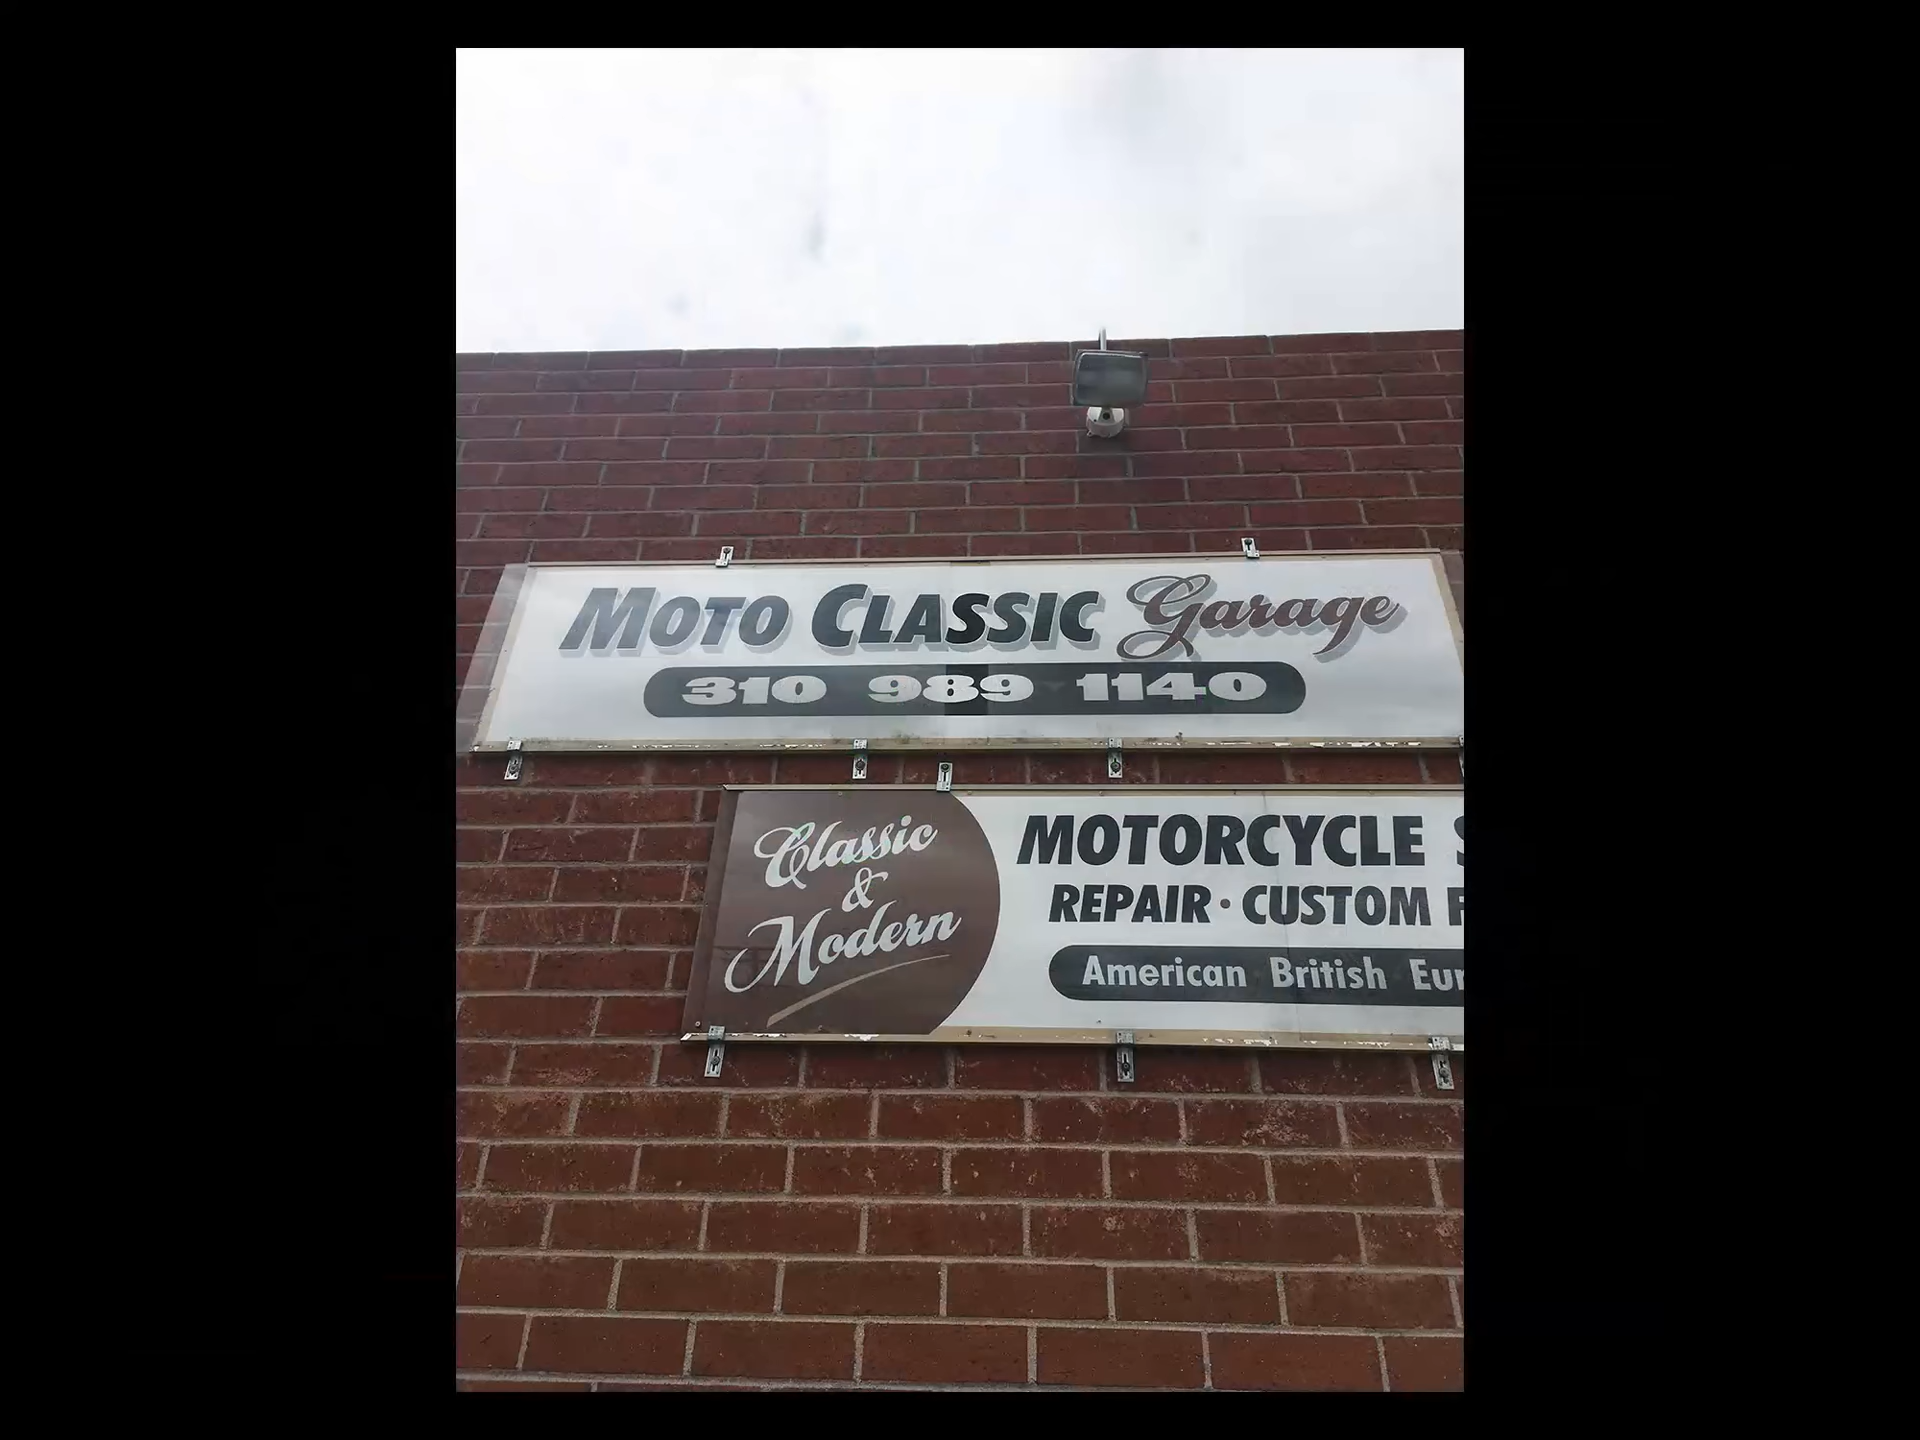 MOTO CLASSIC Garage
310 989 1140
Classic
&
Modern
MOTORCYCLE
REPAIR · CUSTOM
American British